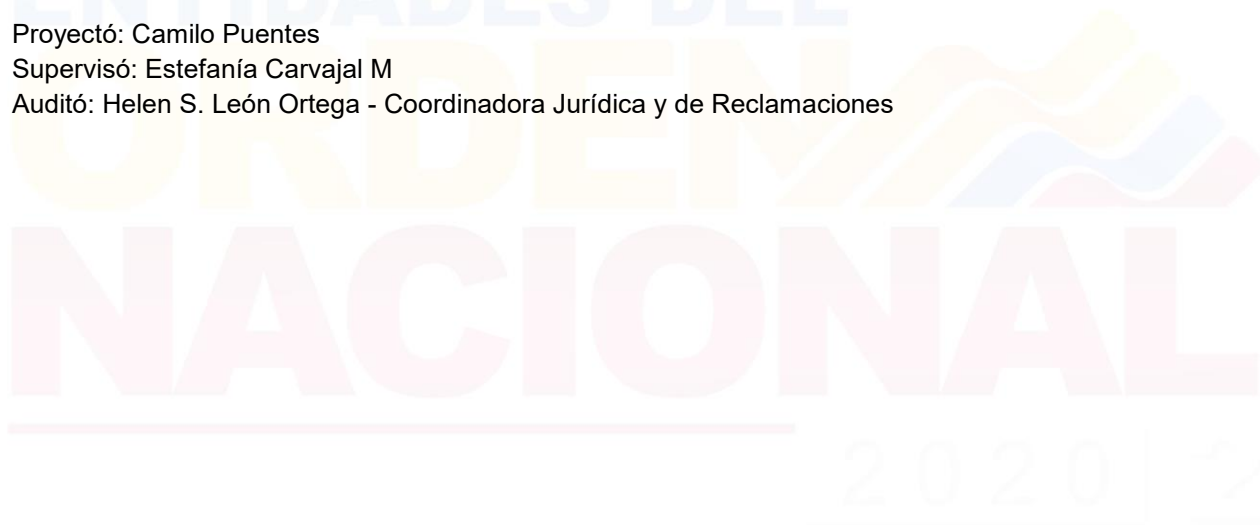 ENTIDADES DEL
Proyectó: Camilo Puentes
Supervisó: Estefanía Carvajal M
Auditó: Helen S. León Ortega - Coordinadora Jurídica y de Reclamaciones
ORDEN
NACIONAL
2020